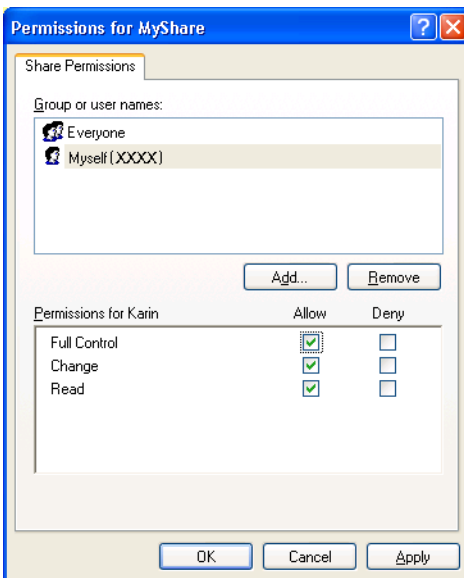 Permissions for MyShare
Share Permissions
Group or user names:
Everyone
Myself(XXXX)
Add... Remove
Permissions for Karin Allow Deny
Full Control
Change
Read
OK Cancel Apply